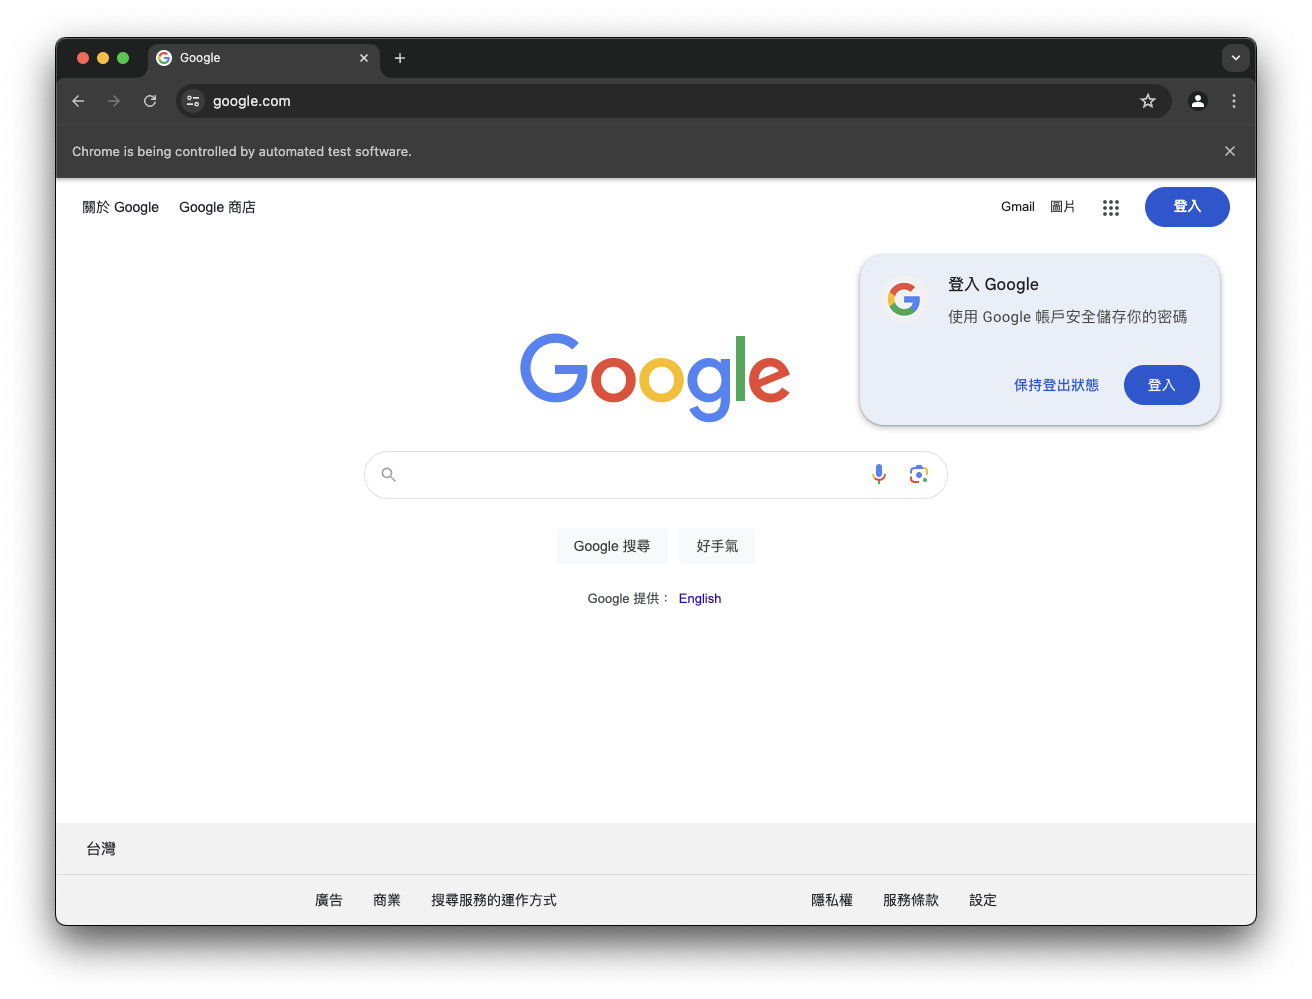 Google
google.com
Chrome is being controlled by automated test software.
關於 Google Google 商店
Gmail 圖片 登入
登入 Google
使用 Google 帳戶安全儲存你的密碼
保持登出狀態 登入
Google
Google 搜尋 好手氣
Google 提供： English
台灣
廣告 商業 搜尋服務的運作方式 隱私權 服務條款 設定